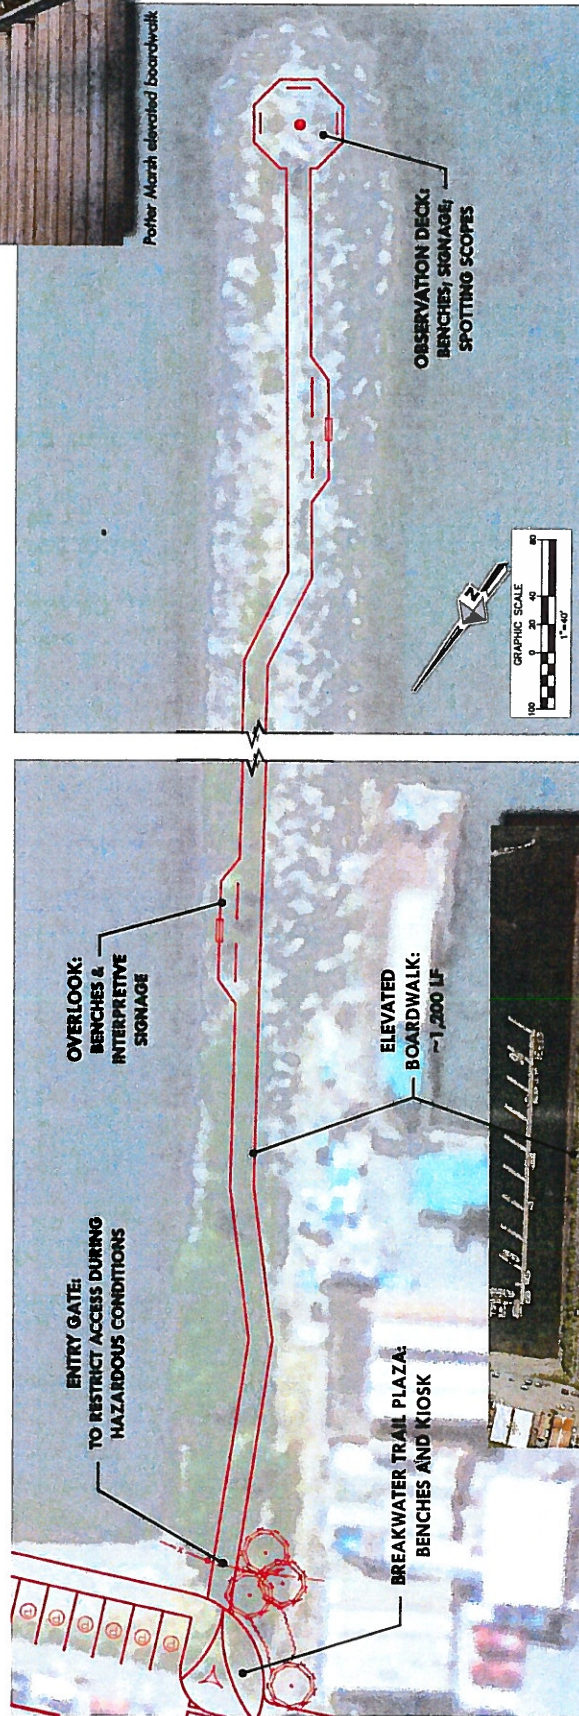 ENTRY GATE:
TO RESTRICT ACCESS DURING
HAZARDOUS CONDITIONS
OVERLOOK:
BENCHES &
INTERPRETIVE
SIGNAGE
Potter Marsh elevated boardwalk
BREAKWATER TRAIL PLAZA:
BENCHES AND KIOSK
ELEVATED
BOARDWALK:
~1,200 LF
OBSERVATION DECK:
BENCHES; SIGNAGE;
SPOTTING SCOPES
N
GRAPHIC SCALE
100 0 20 40 80
1"=40'